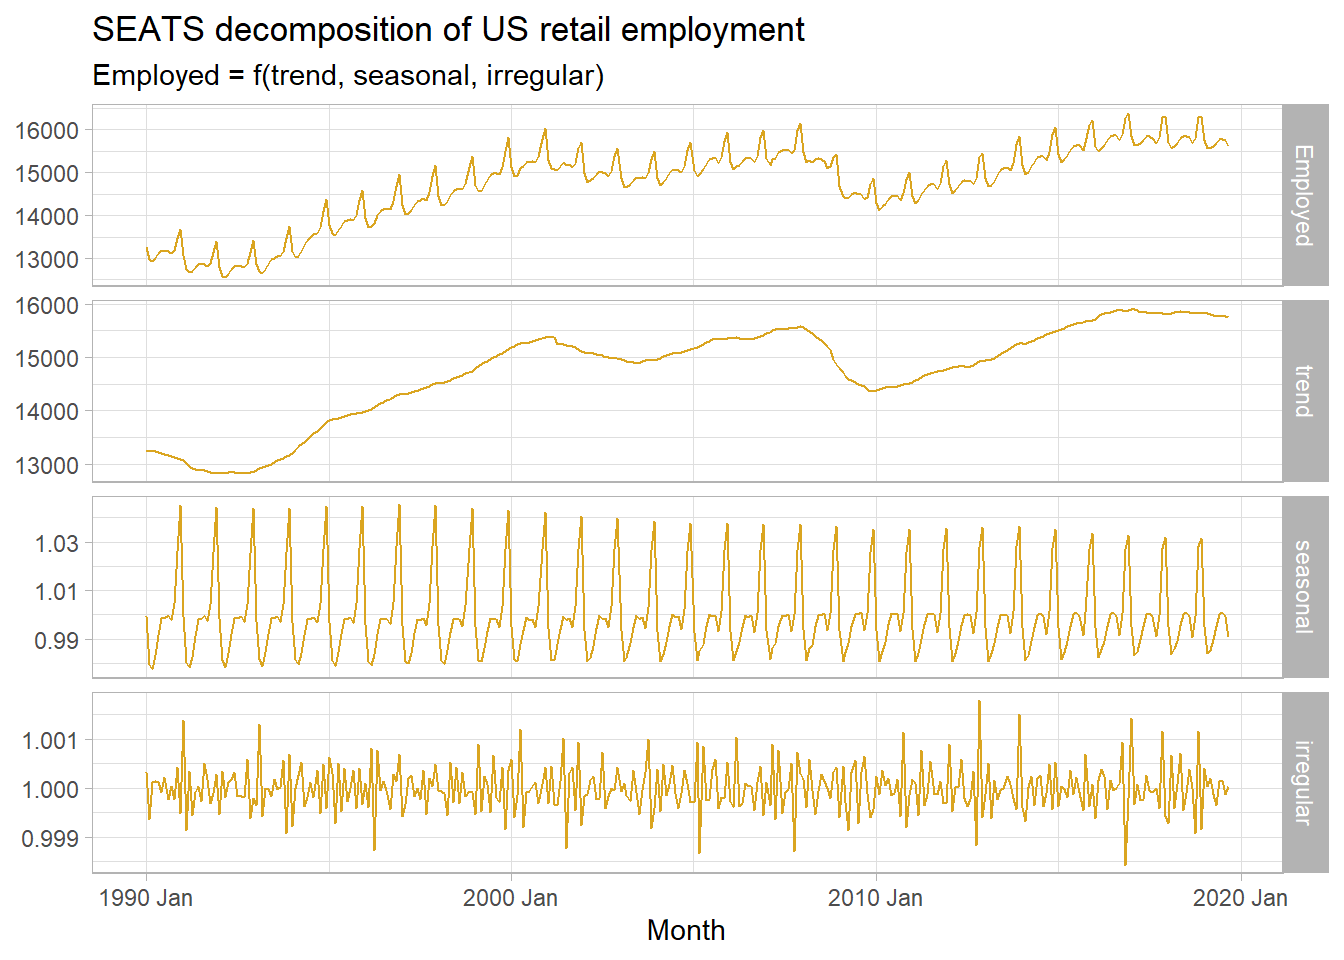 SEATS decomposition of US retail employment
Employed = f(trend, seasonal, irregular)
16000
15000
14000
13000
Employed
16000
15000
14000
13000
trend
1.03
1.01
0.99
seasonal
1.001
1.000
0.999
irregular
1990 Jan
2000 Jan
2010 Jan
2020 Jan
Month